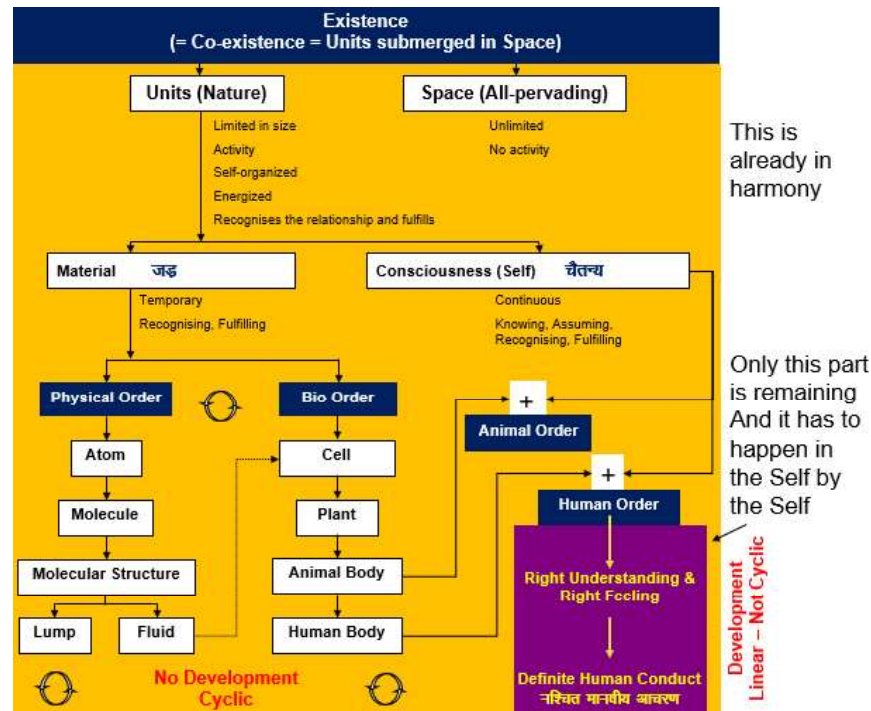 Existence
(= Co-existence = Units submerged in Space)
Units (Nature)
Space (All-pervading)
Limited in size
Activity
Self-organized
Energized
Recognises the relationship and fulfills
Unlimited
No activity
This is
already in
harmony
Material जड़
Consciousness (Self) चैतन्य
Temporary
Recognising, Fulfilling
Continuous
Knowing, Assuming,
Recognising, Fulfilling
Physical Order
Bio Order
+
Animal Order
Atom
Cell
+
Human Order
Molecule
Plant
Molecular Structure
Animal Body
Lump
Fluid
Human Body
Right Understanding &
Right Feeling
Definite Human Conduct
नश्चित मानवीय आचरण
No Development
Cyclic
Only this part
is remaining
And it has to
happen in
the Self by
the Self
Development
Linear – Not Cyclic